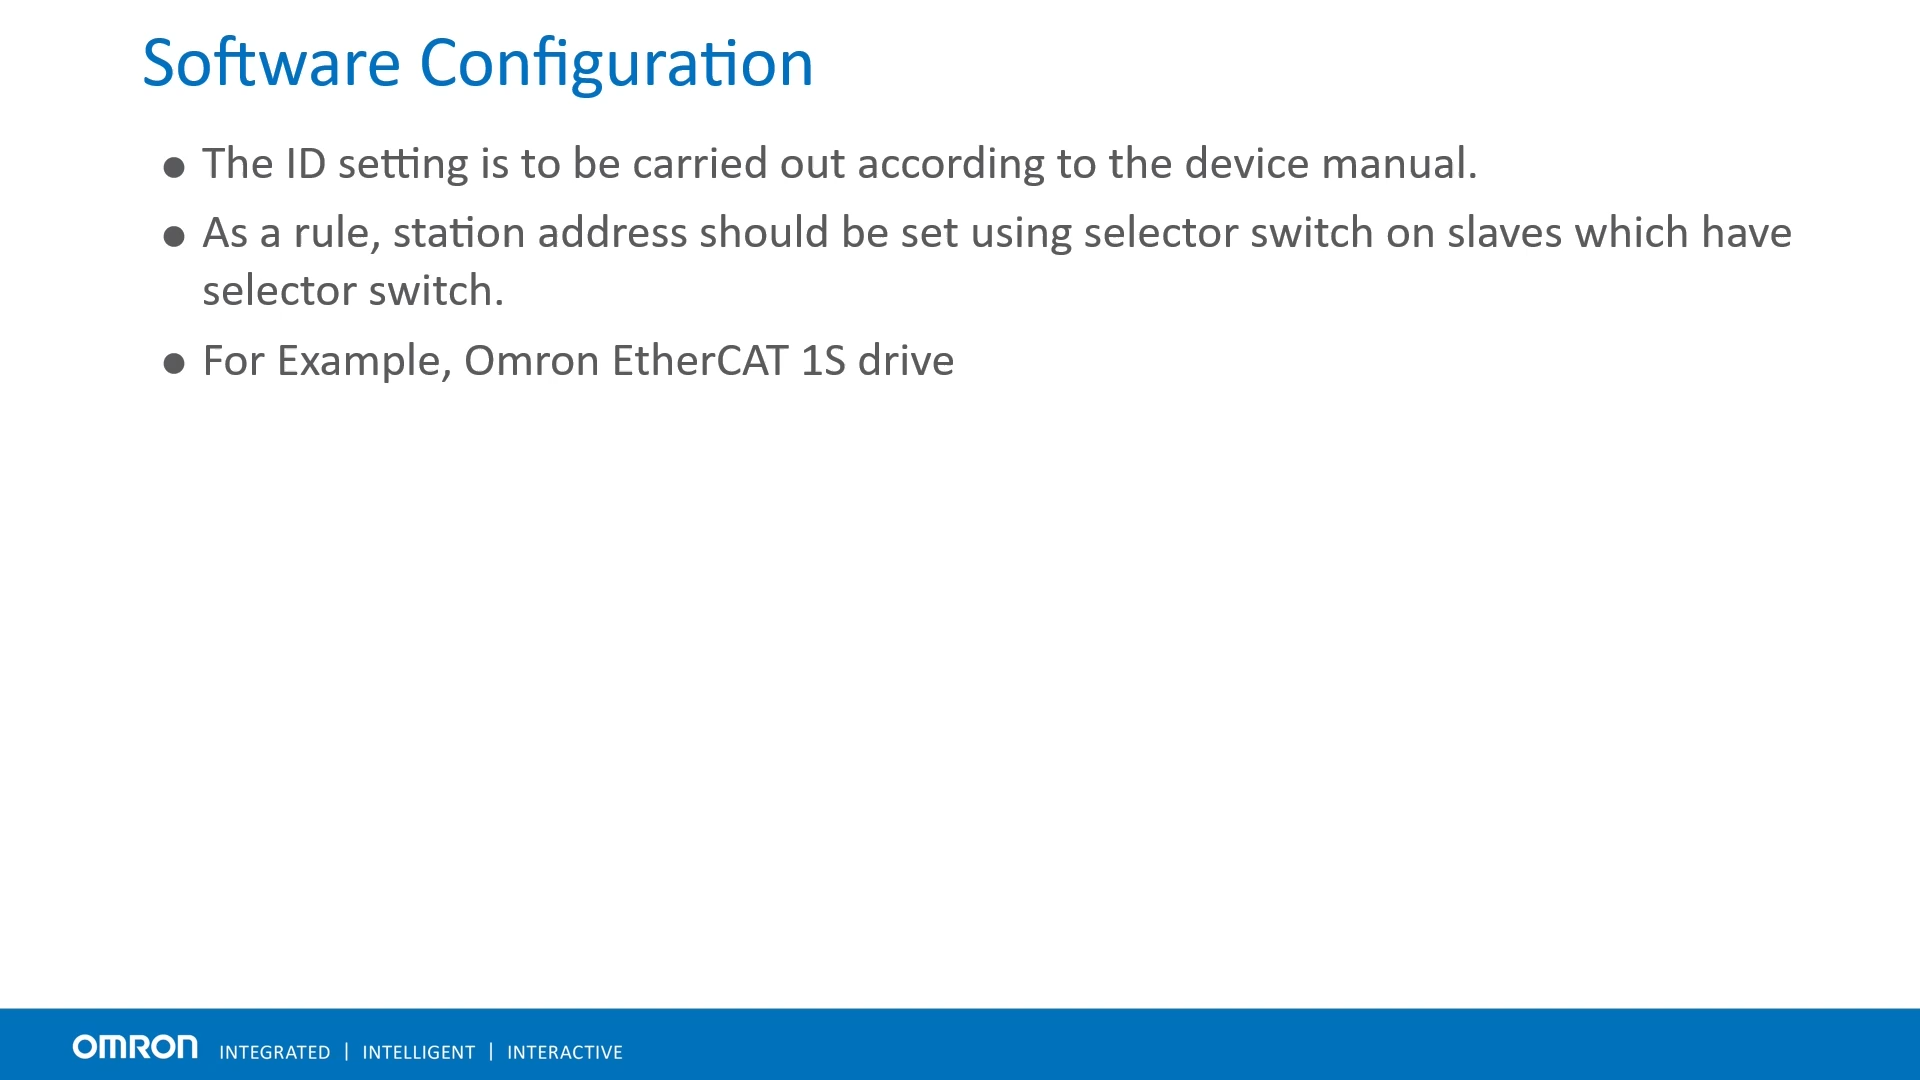 Software Configuration
● The ID setting is to be carried out according to the device manual.
● As a rule, station address should be set using selector switch on slaves which have
selector switch.
● For Example, Omron EtherCAT 1S drive
OMRON INTEGRATED | INTELLIGENT | INTERACTIVE